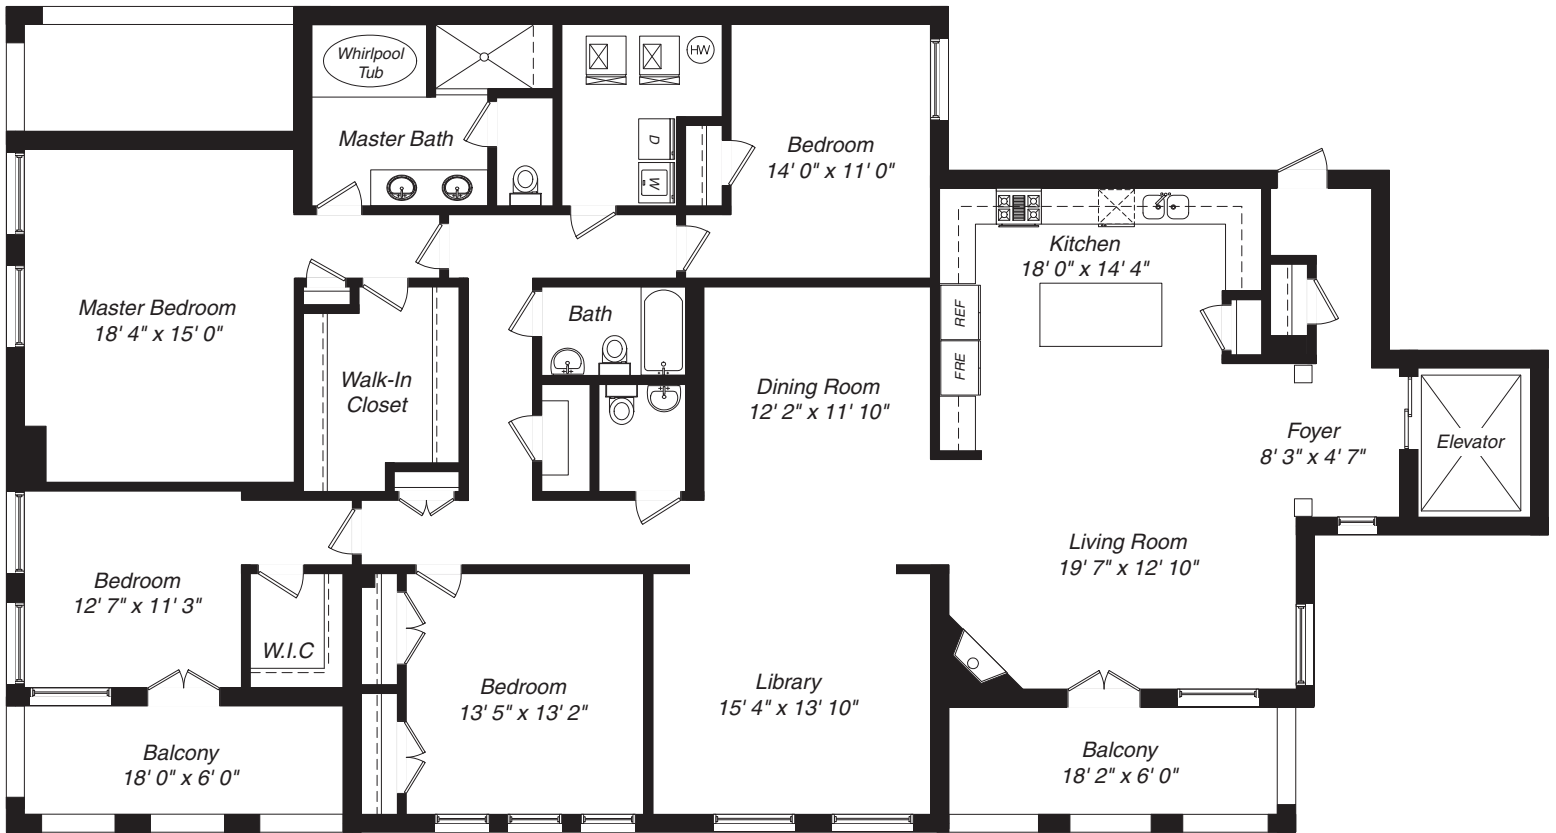 Whirlpool
Tub
HW
Master Bath
D
W
Bedroom
14' 0" x 11' 0"
Kitchen
18' 0" x 14' 4"
Master Bedroom
18' 4" x 15' 0"
Bath
REF
FRE
Walk-In
Closet
Dining Room
12' 2" x 11' 10"
Foyer
8' 3" x 4' 7"
Elevator
Living Room
19' 7" x 12' 10"
Bedroom
12' 7" x 11' 3"
W.I.C
Bedroom
13' 5" x 13' 2"
Library
15' 4" x 13' 10"
Balcony
18' 0" x 6' 0"
Balcony
18' 2" x 6' 0"